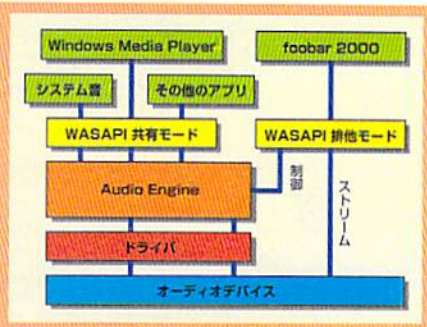 Windows Media Player
foobar 2000
システム音
その他のアプリ
WASAPI 共有モード
WASAPI 排他モード
Audio Engine
制御
ストリーム
ドライバ
オーディオデバイス